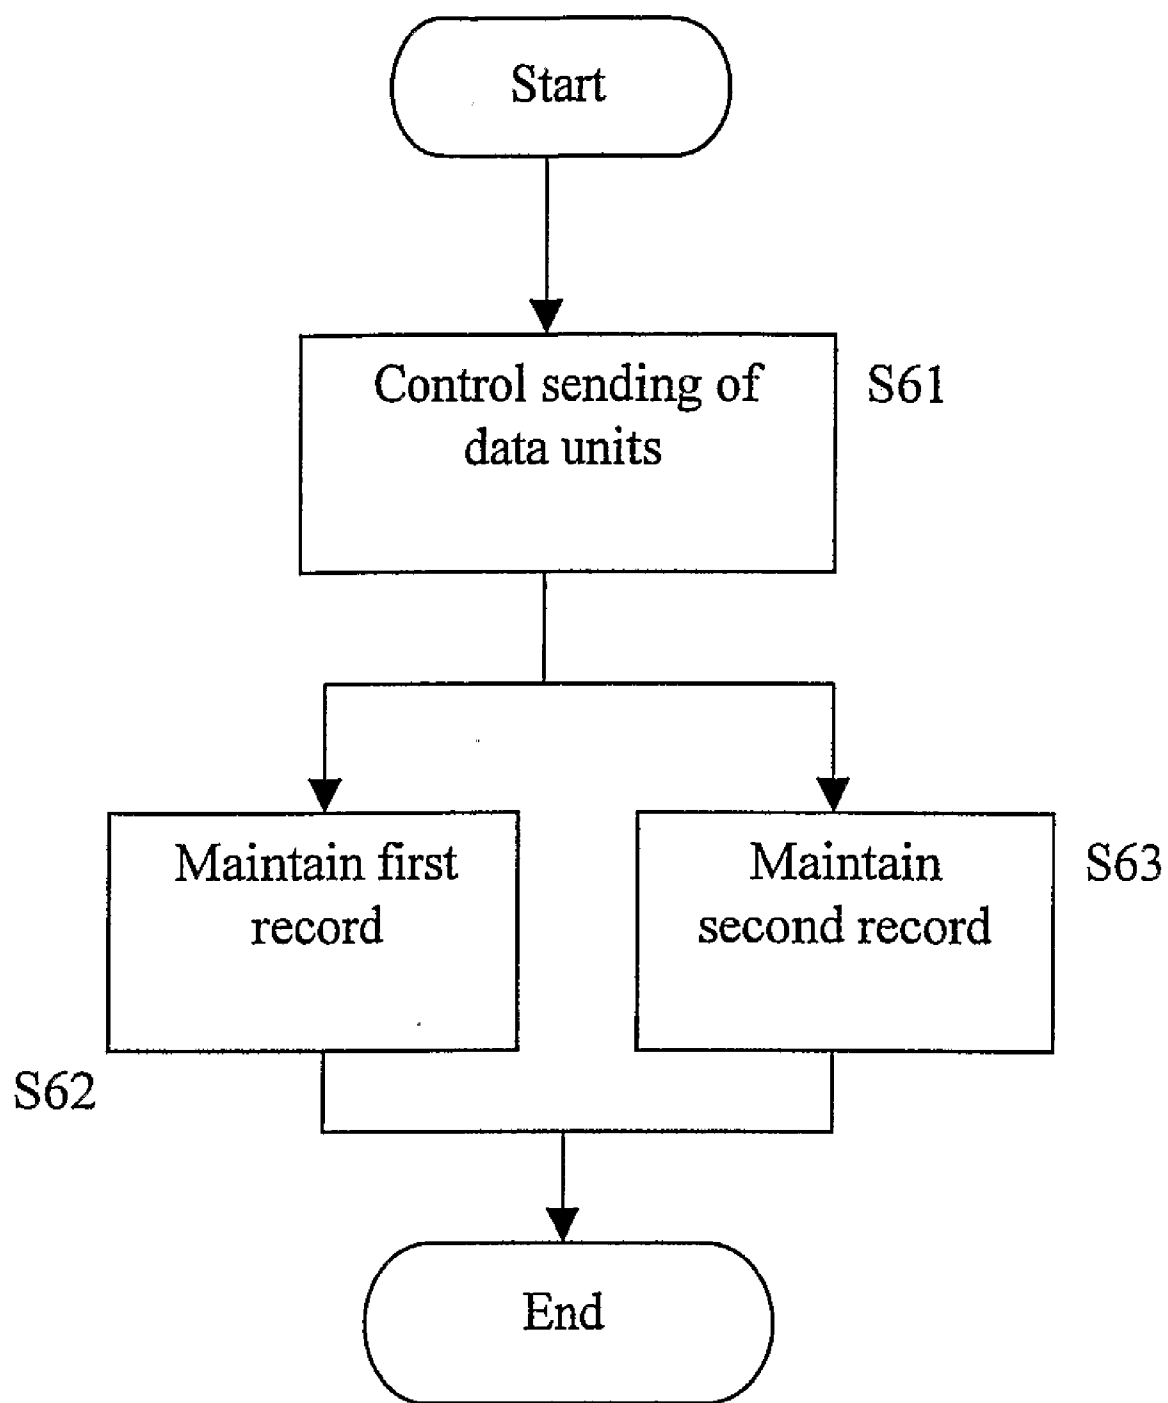 Start
Control sending of
data units
S61
Maintain first
record
S62
Maintain
second record
S63
End